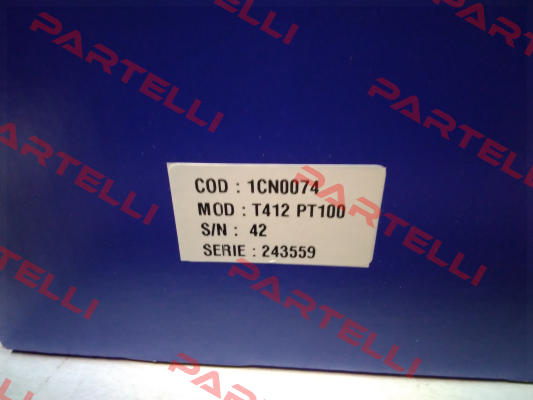 PARTELLI
PARTELLI
PARTELLI
COD : 1CN0074
MOD : T412 PT100
S/N : 42
SERIE : 243559
PARTELLI
PARTELLI
PARTELLI
PARTELLI